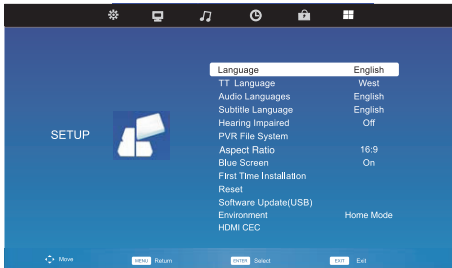 Language English
TT Language West
Audio Languages English
Subtitle Language English
Hearing Impaired Off
PVR File System
SETUP
Aspect Ratio 16:9
Blue Screen On
First Time Installation
Reset
Software Update(USB)
Environment Home Mode
HDMI CEC
Move MENU Return ENTER Select EXIT Exit